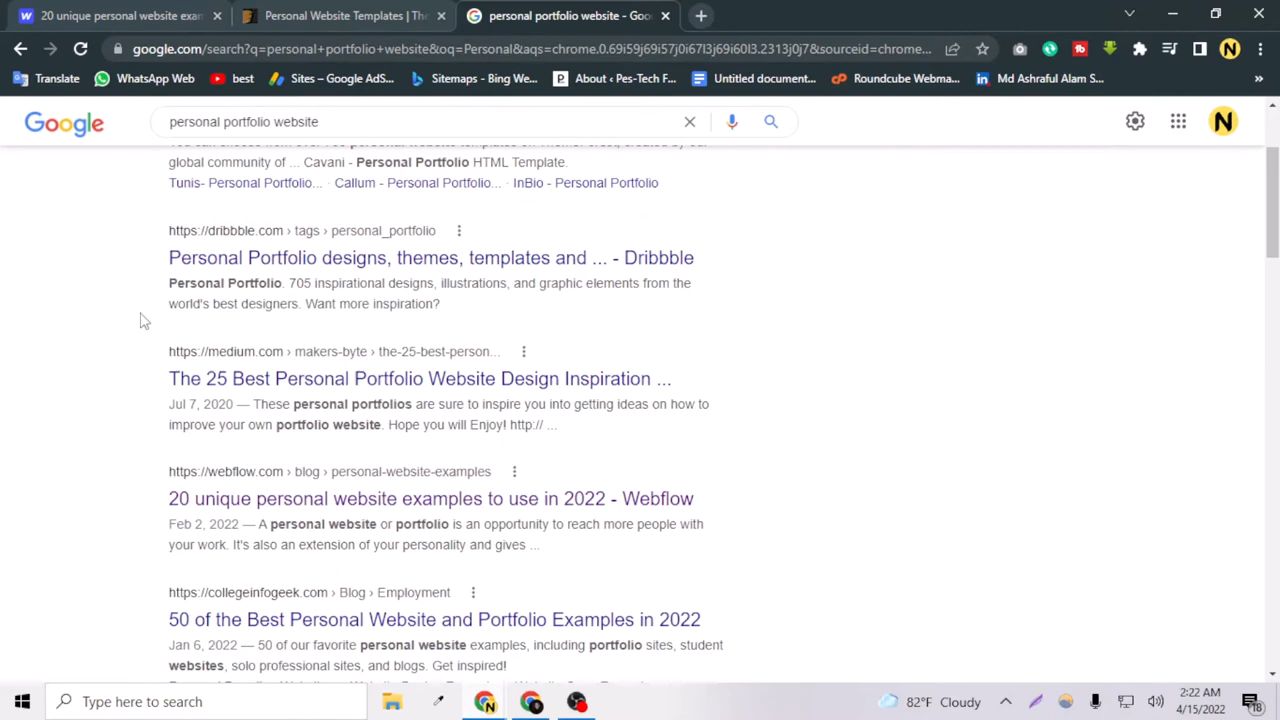 20 unique personal website exam
Personal Website Templates | The
personal portfolio website - Goo
google.com/search?q=personal+portfolio+website&oq=Personal&aqs=chrome.0.69i59l69i57j0i67l3j69i60l3.2313j0j7&sourceid=chrome...
Translate WhatsApp Web best Sites – Google AdS... Sitemaps - Bing We... About ‹ Pes-Tech F... Untitled document... Roundcube Webma... Md Ashraful Alam S... »
Google personal portfolio website N
global community of ... Cavani - Personal Portfolio HTML Template.
Tunis- Personal Portfolio... · Callum - Personal Portfolio... · InBio - Personal Portfolio
https://dribbble.com › tags › personal_portfolio
Personal Portfolio designs, themes, templates and ... - Dribbble
Personal Portfolio. 705 inspirational designs, illustrations, and graphic elements from the
world's best designers. Want more inspiration?
https://medium.com › makers-byte › the-25-best-person...
The 25 Best Personal Portfolio Website Design Inspiration ...
Jul 7, 2020 — These personal portfolios are sure to inspire you into getting ideas on how to
improve your own portfolio website. Hope you will Enjoy! http:// ...
https://webflow.com › blog › personal-website-examples
20 unique personal website examples to use in 2022 - Webflow
Feb 2, 2022 — A personal website or portfolio is an opportunity to reach more people with
your work. It's also an extension of your personality and gives ...
https://collegeinfogeek.com › Blog › Employment
50 of the Best Personal Website and Portfolio Examples in 2022
Jan 6, 2022 — 50 of our favorite personal website examples, including portfolio sites, student
websites, solo professional sites, and blogs. Get inspired!
Type here to search
82°F Cloudy
2:22 AM
4/15/2022
18